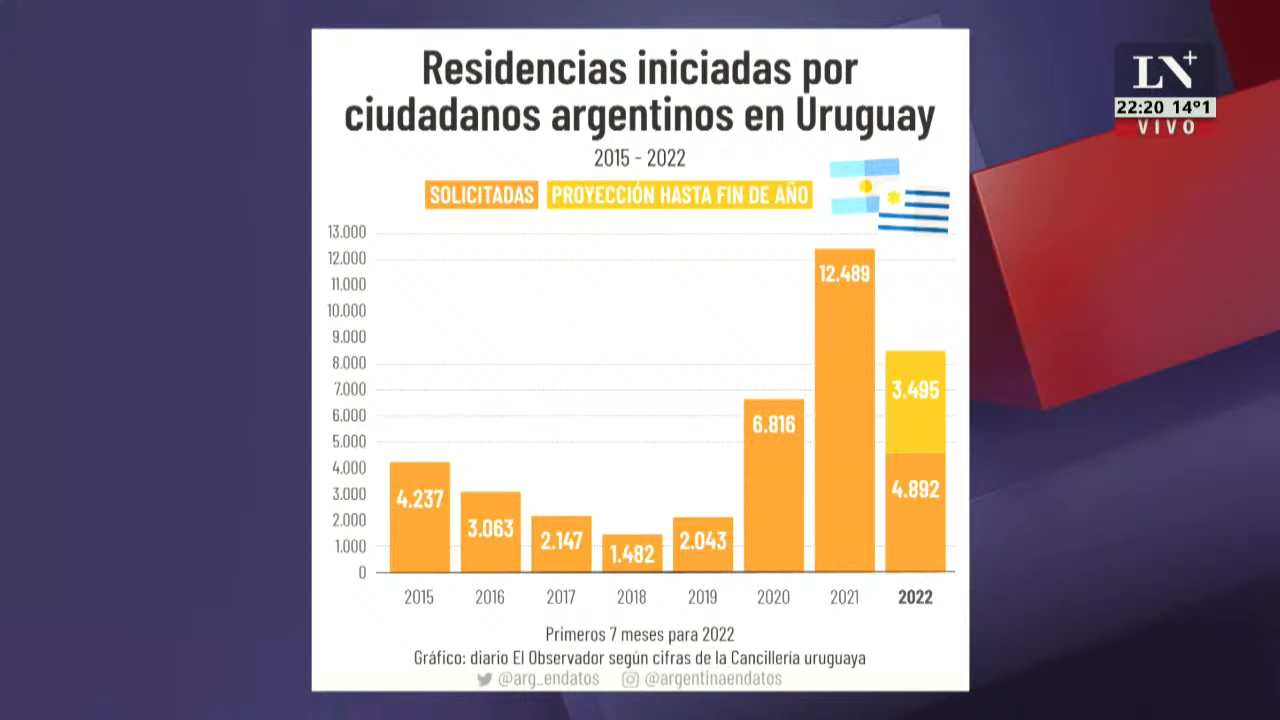 Residencias iniciadas por
ciudadanos argentinos en Uruguay
2015 - 2022
SOLICITADAS PROYECCIÓN HASTA FIN DE AÑO
LN+
22:20 14°1
VIVO
13.000
12.000
11.000
10.000
9.000
8.000
7.000
6.000
5.000
4.000
3.000
2.000
1.000
0
4.237
3.063
2.147
1.482
2.043
6.816
12.489
3.495
4.892
2015 2016 2017 2018 2019 2020 2021 2022
Primeros 7 meses para 2022
Gráfico: diario El Observador según cifras de la Cancillería uruguaya
@arg_endatos @argentinaendatos